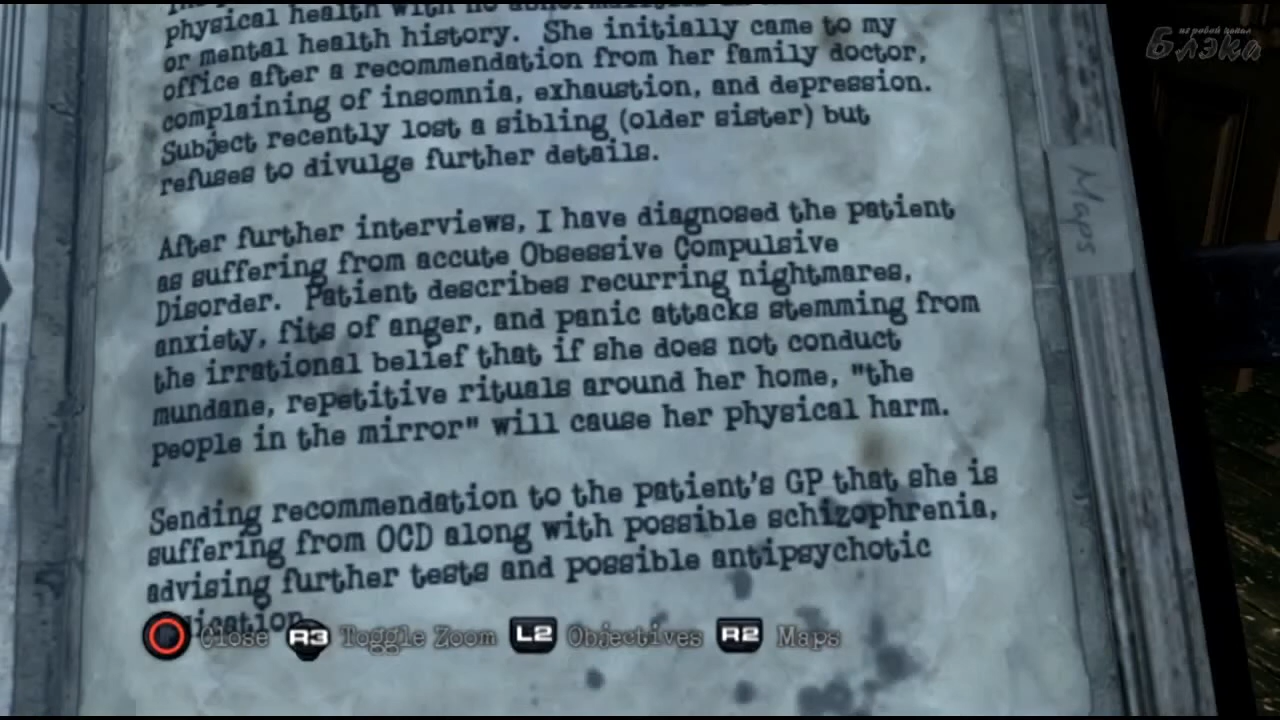 physical health with no
or mental health history. She initially came to my
office after a recommendation from her family doctor,
complaining of insomnia, exhaustion, and depression.
Subject recently lost a sibling (older sister) but
refuses to divulge further details.
After further interviews, I have diagnosed the patient
as suffering from accute Obsessive Compulsive
Disorder. Patient describes recurring nightmares,
anxiety, fits of anger, and panic attacks stemming from
the irrational belief that if she does not conduct
mundane, repetitive rituals around her home, "the
people in the mirror" will cause her physical harm.
Sending recommendation to the patient's GP that she is
suffering from OCD along with possible schizophrenia,
advising further tests and possible antipsychotic
Close R3 Toggle Zoom L2 Objectives R2 Maps
Maps
игровой канал
Блэка